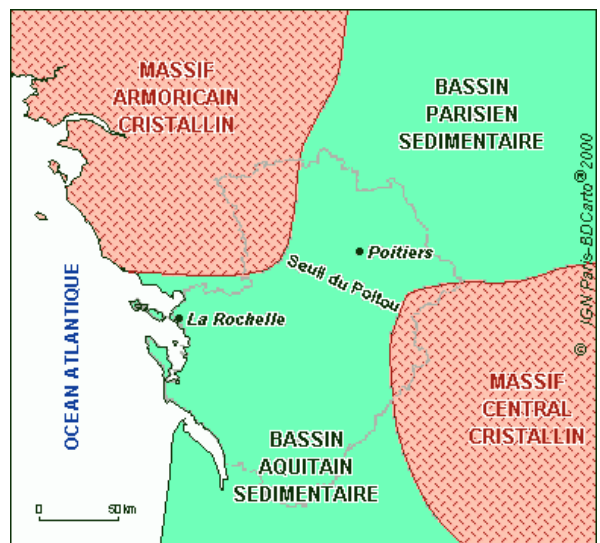 MASSIF
ARMORICAIN
CRISTALLIN
BASSIN
PARISIEN
SEDIMENTAIRE
© IGN Paris-BDCarto® 2000
Poitiers
Seuil du Poitou
La Rochelle
OCEAN ATLANTIQUE
MASSIF
CENTRAL
CRISTALLIN
BASSIN
AQUITAIN
SEDIMENTAIRE
0 50 km